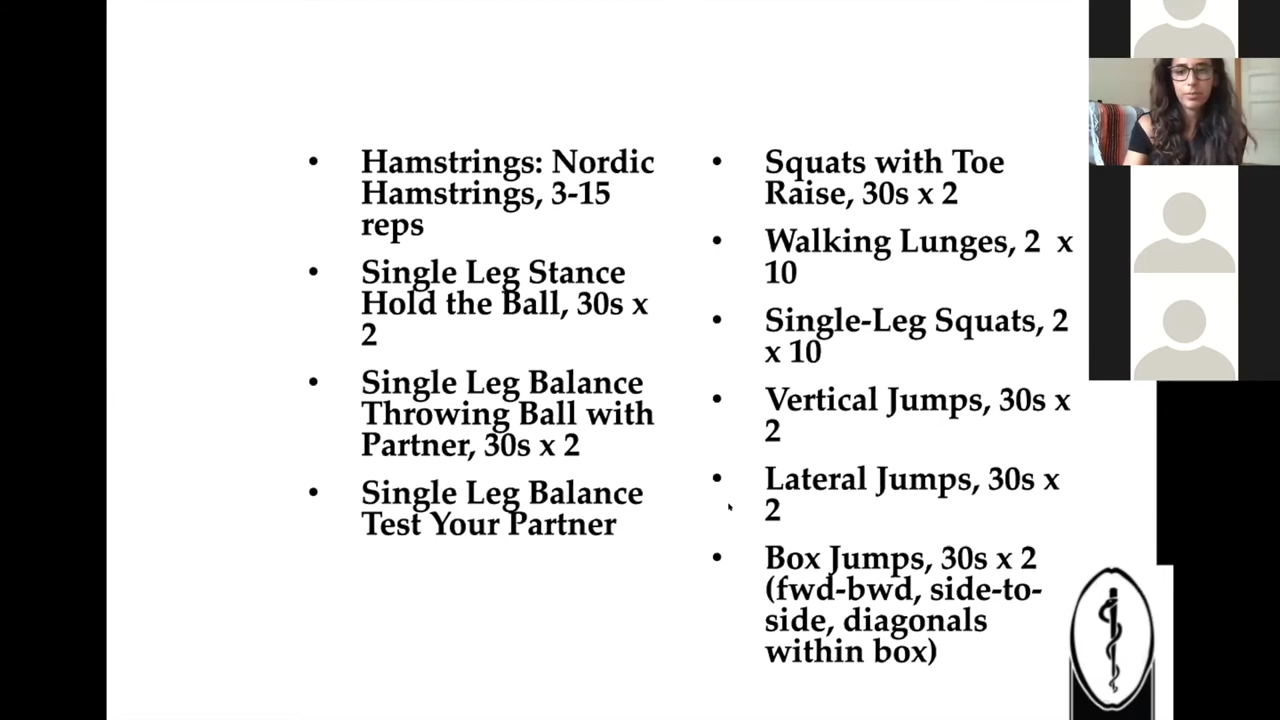 • Hamstrings: Nordic
Hamstrings, 3-15
reps
• Single Leg Stance
Hold the Ball, 30s x
2
• Single Leg Balance
Throwing Ball with
Partner, 30s x 2
• Single Leg Balance
Test Your Partner
• Squats with Toe
Raise, 30s x 2
• Walking Lunges, 2 x
10
• Single-Leg Squats, 2
x 10
• Vertical Jumps, 30s x
2
• Lateral Jumps, 30s x
2
• Box Jumps, 30s x 2
(fwd-bwd, side-to-
side, diagonals
within box)